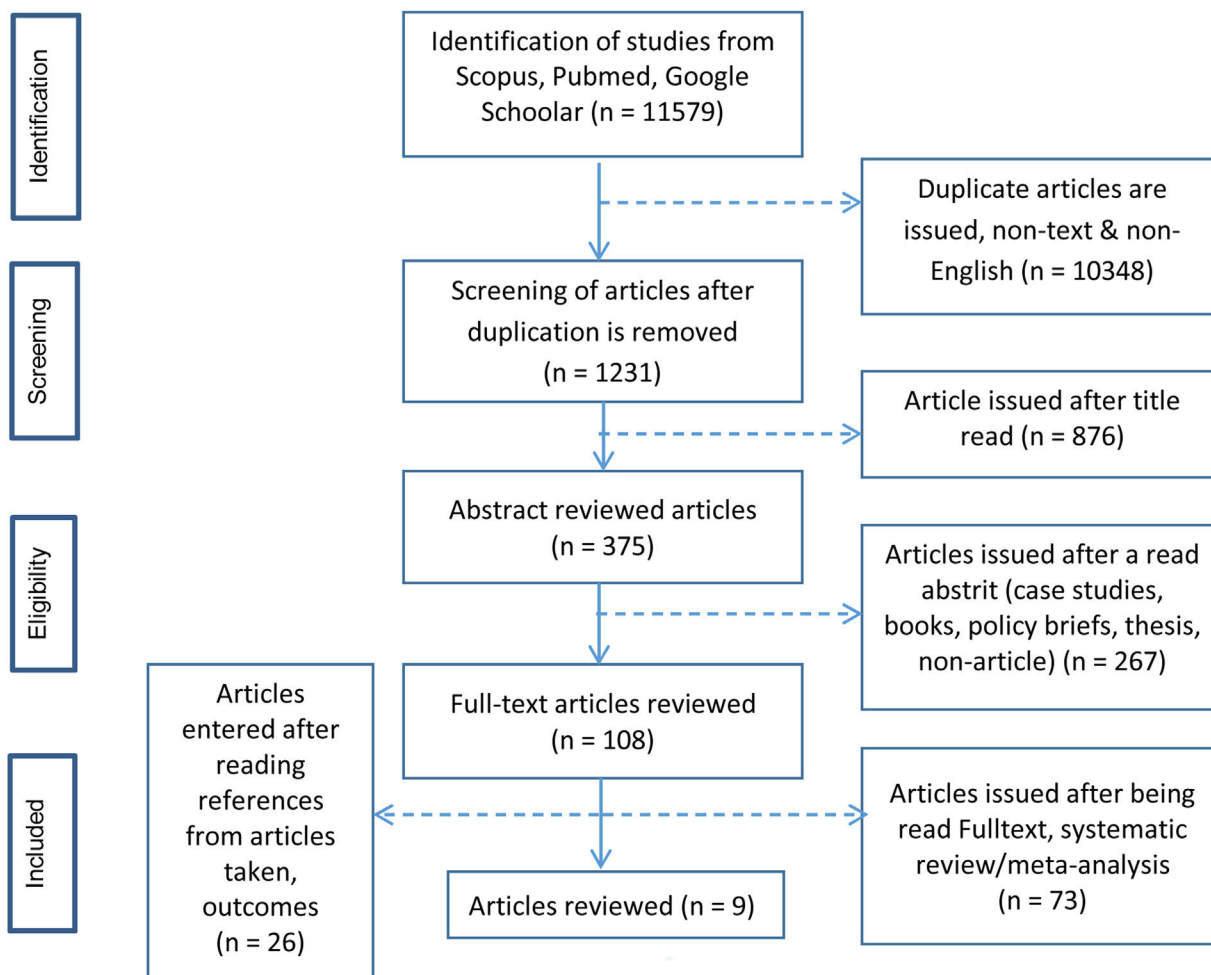 Identification
Identification of studies from
Scopus, Pubmed, Google
Schoolar (n = 11579)
Duplicate articles are
issued, non-text & non-
English (n = 10348)
Screening
Screening of articles after
duplication is removed
(n = 1231)
Article issued after title
read (n = 876)
Eligibility
Abstract reviewed articles
(n = 375)
Articles issued after a read
abstrit (case studies,
books, policy briefs, thesis,
non-article) (n = 267)
Full-text articles reviewed
(n = 108)
Articles
entered after
reading
references
from articles
taken,
outcomes
(n = 26)
Included
Articles issued after being
read Fulltext, systematic
review/meta-analysis
(n = 73)
Articles reviewed (n = 9)